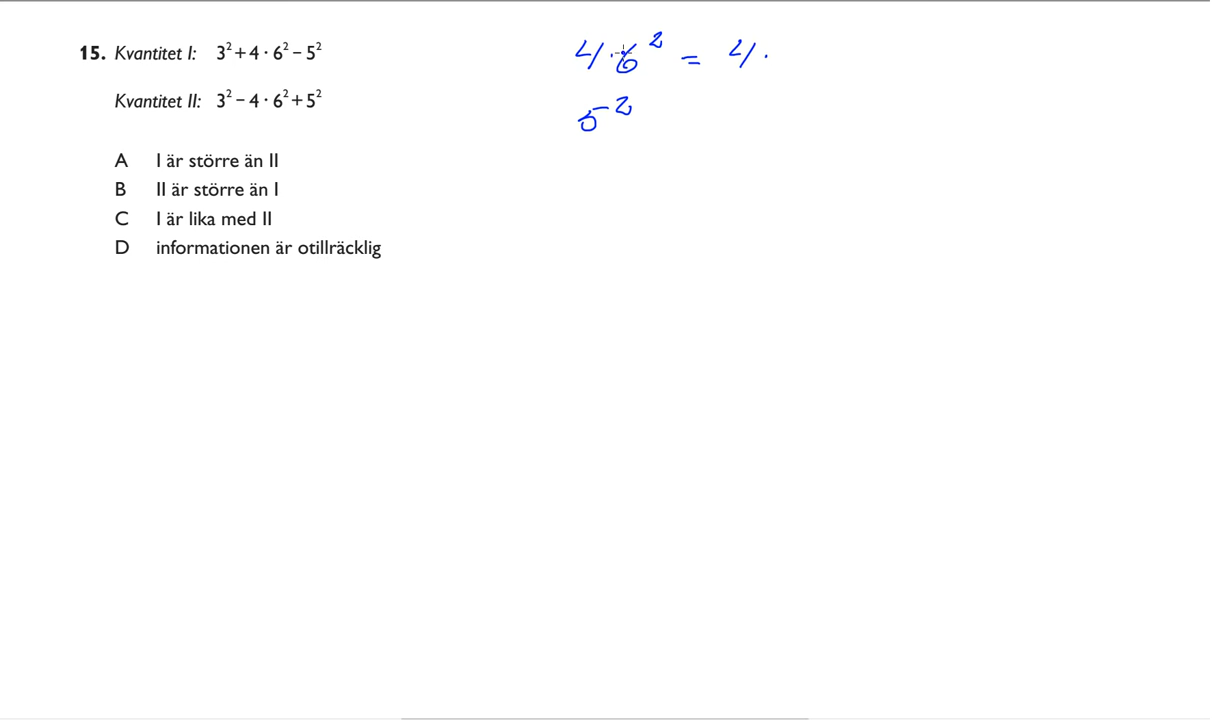 15. Kvantitet I: 3²+4·6²−5²
4·6² = 4·
Kvantitet II: 3²−4·6²+5²
5²
A I är större än II
B II är större än I
C I är lika med II
D informationen är otillräcklig